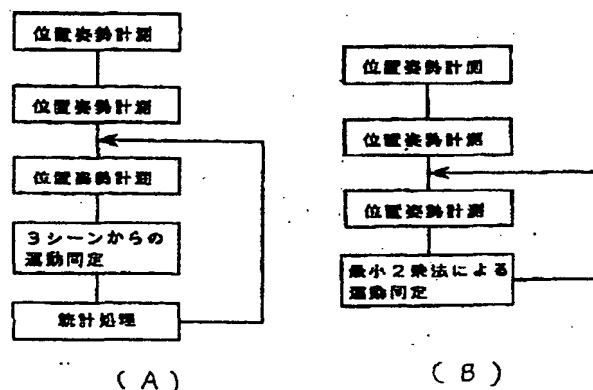 位置姿勢計測
位置姿勢計測
位置姿勢計測
3シーンからの
運動同定
統計処理
(A)
位置姿勢計測
位置姿勢計測
位置姿勢計測
最小2乗法による
運動同定
(B)